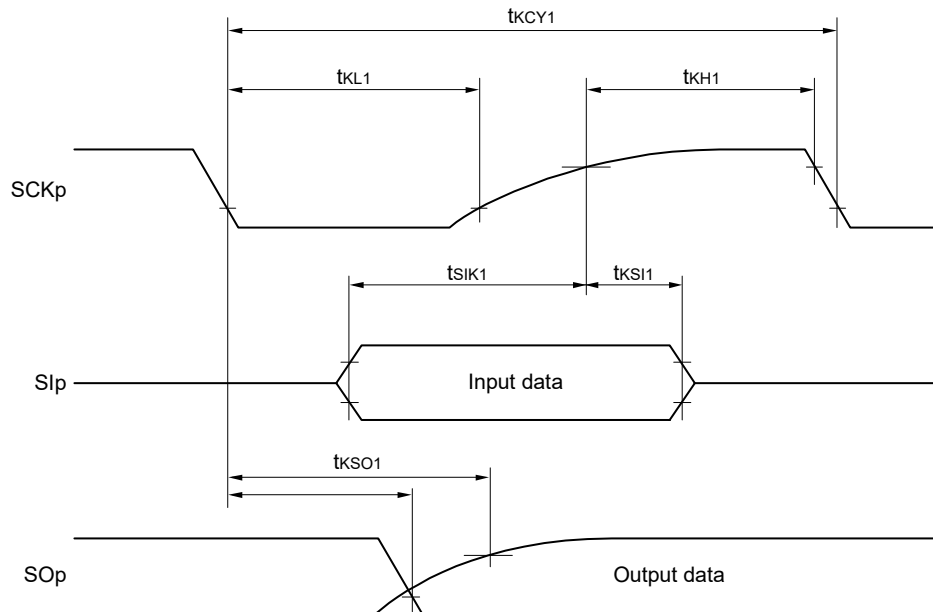 tKCY1
tKL1
tKH1
SCKp
tSIK1
tKSI1
SIp
Input data
tKSO1
SOp
Output data